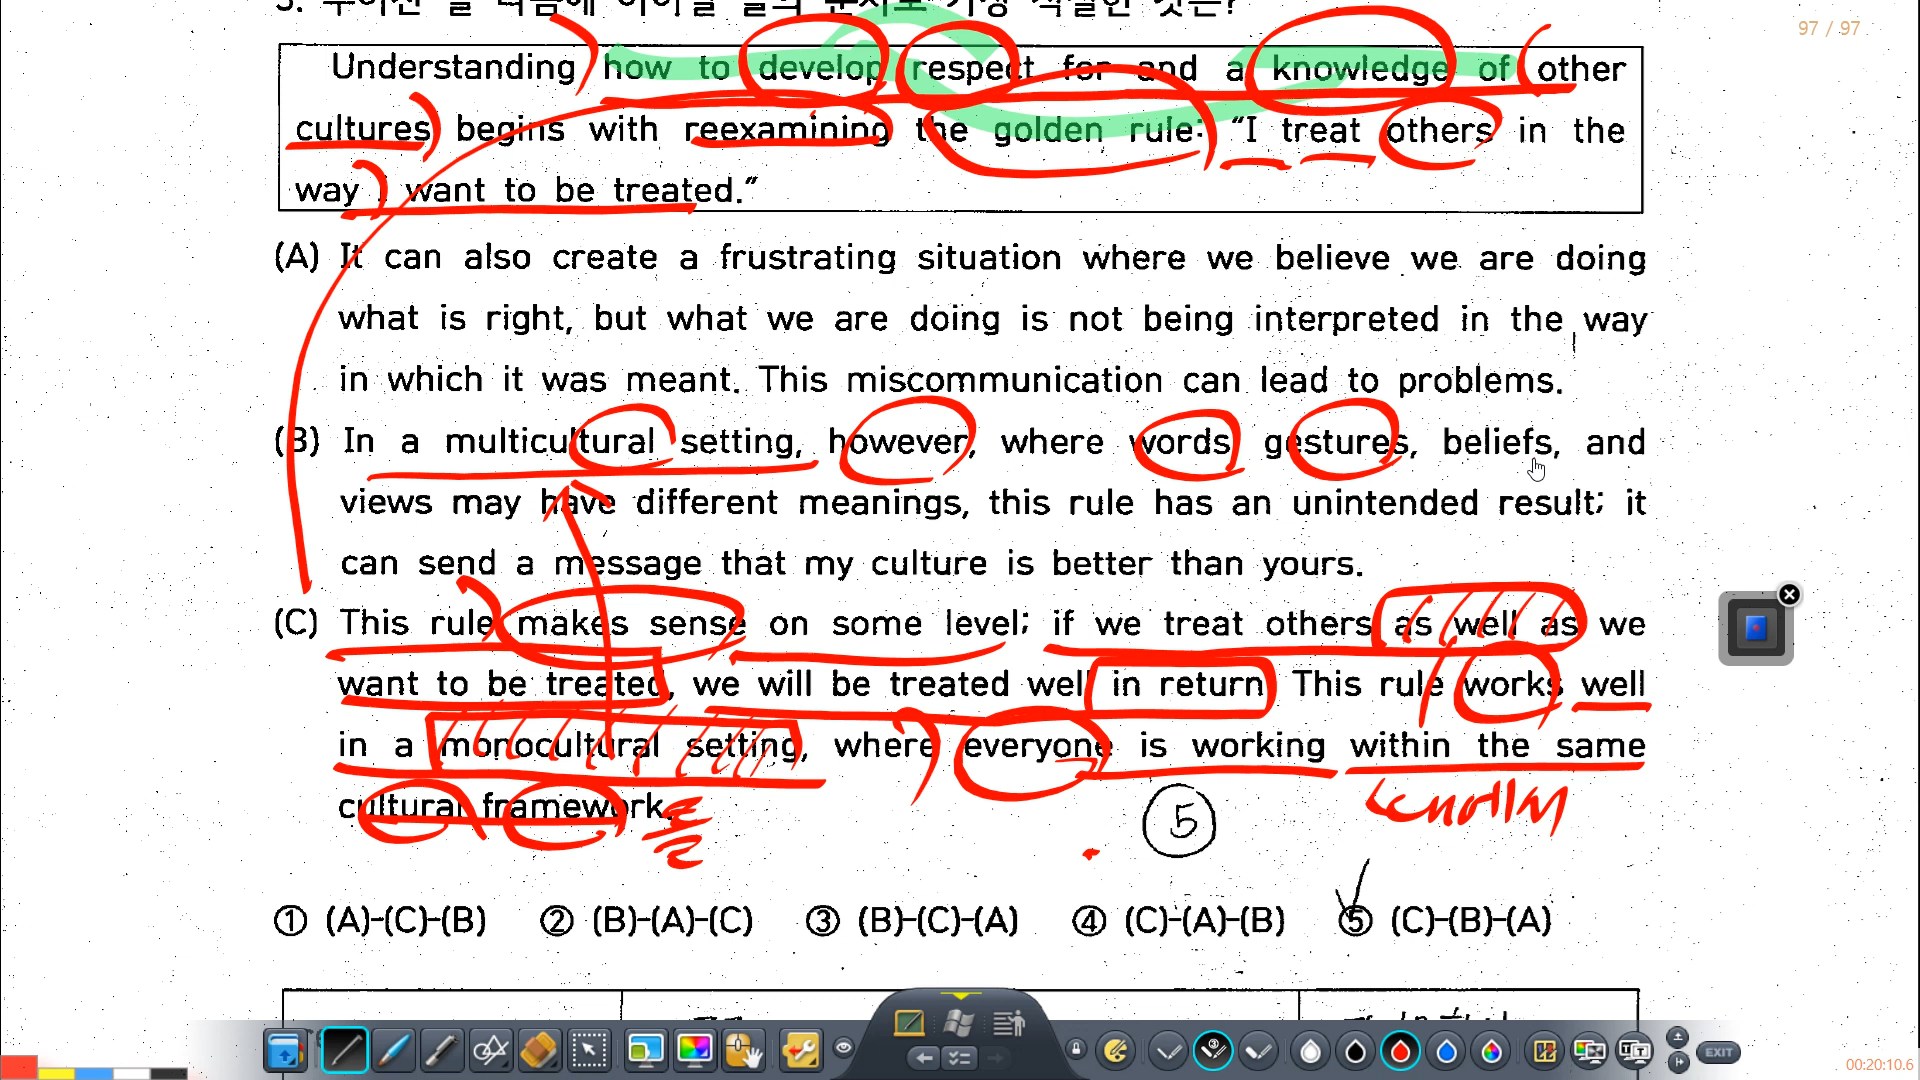 97 / 97
Understanding how to develop respect for and a knowledge of other
cultures begins with reexamining the golden rule: "I treat others in the
way I want to be treated."
(A) It can also create a frustrating situation where we believe we are doing
what is right, but what we are doing is not being interpreted in the way
in which it was meant. This miscommunication can lead to problems.
(B) In a multicultural setting, however, where words, gestures, beliefs, and
views may have different meanings, this rule has an unintended result; it
can send a message that my culture is better than yours.
(C) This rule makes sense on some level; if we treat others as well as we
want to be treated, we will be treated well in return. This rule works well
in a monocultural setting, where everyone is working within the same
cultural framework.
5
① (A)-(C)-(B) ② (B)-(A)-(C) ③ (B)-(C)-(A) ④ (C)-(A)-(B) ⑤ (C)-(B)-(A)
EXIT
00:20:10.6